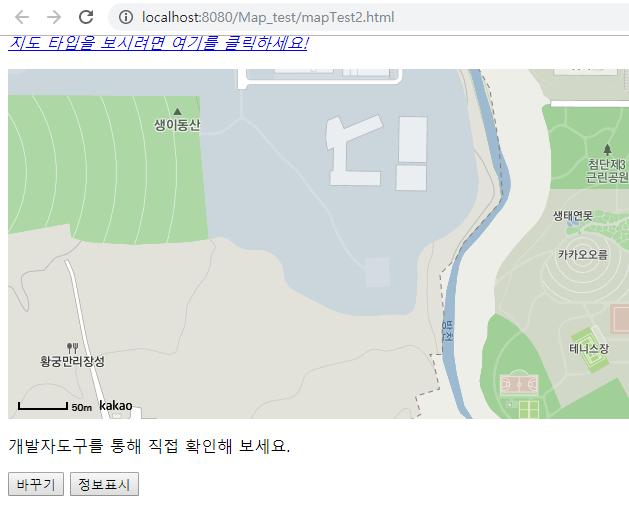 localhost:8080/Map_test/mapTest2.html
지도 타입을 보시려면 여기를 클릭하세요!
생이동산
첨단제3
근린공원
생태연못
카카오오름
방천
테니스장
황궁만리장성
50m kakao
개발자도구를 통해 직접 확인해 보세요.
바꾸기 정보표시